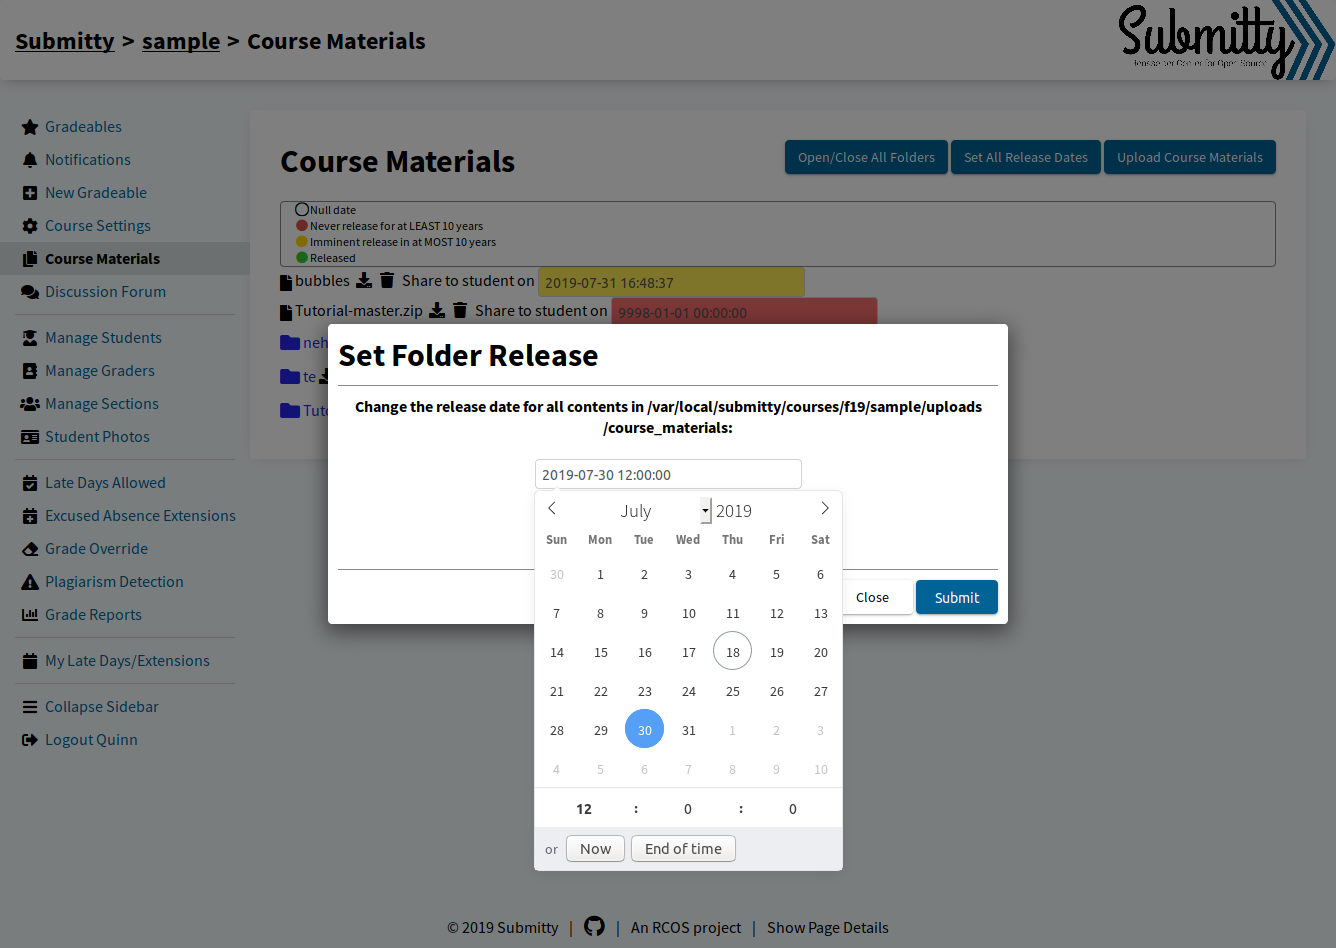 Submitty > sample > Course Materials
Submitty
Rensselaer Center for Open Source
Gradeables
Notifications
New Gradeable
Course Settings
Course Materials
Discussion Forum
Manage Students
Manage Graders
Manage Sections
Student Photos
Late Days Allowed
Excused Absence Extensions
Grade Override
Plagiarism Detection
Grade Reports
My Late Days/Extensions
Collapse Sidebar
Logout Quinn
Course Materials
Open/Close All Folders Set All Release Dates Upload Course Materials
Null date
Never release for at LEAST 10 years
Imminent release in at MOST 10 years
Released
bubbles Share to student on 2019-07-31 16:48:37
Tutorial-master.zip Share to student on 9998-01-01 00:00:00
neh
te
Tuto
Set Folder Release
Change the release date for all contents in /var/local/submitty/courses/f19/sample/uploads
/course_materials:
2019-07-30 12:00:00
July 2019
Sun Mon Tue Wed Thu Fri Sat
30 1 2 3 4 5 6
7 8 9 10 11 12 13
14 15 16 17 18 19 20
21 22 23 24 25 26 27
28 29 30 31 1 2 3
4 5 6 7 8 9 10
12 : 0 : 0
or Now End of time
Close Submit
© 2019 Submitty | | An RCOS project | Show Page Details